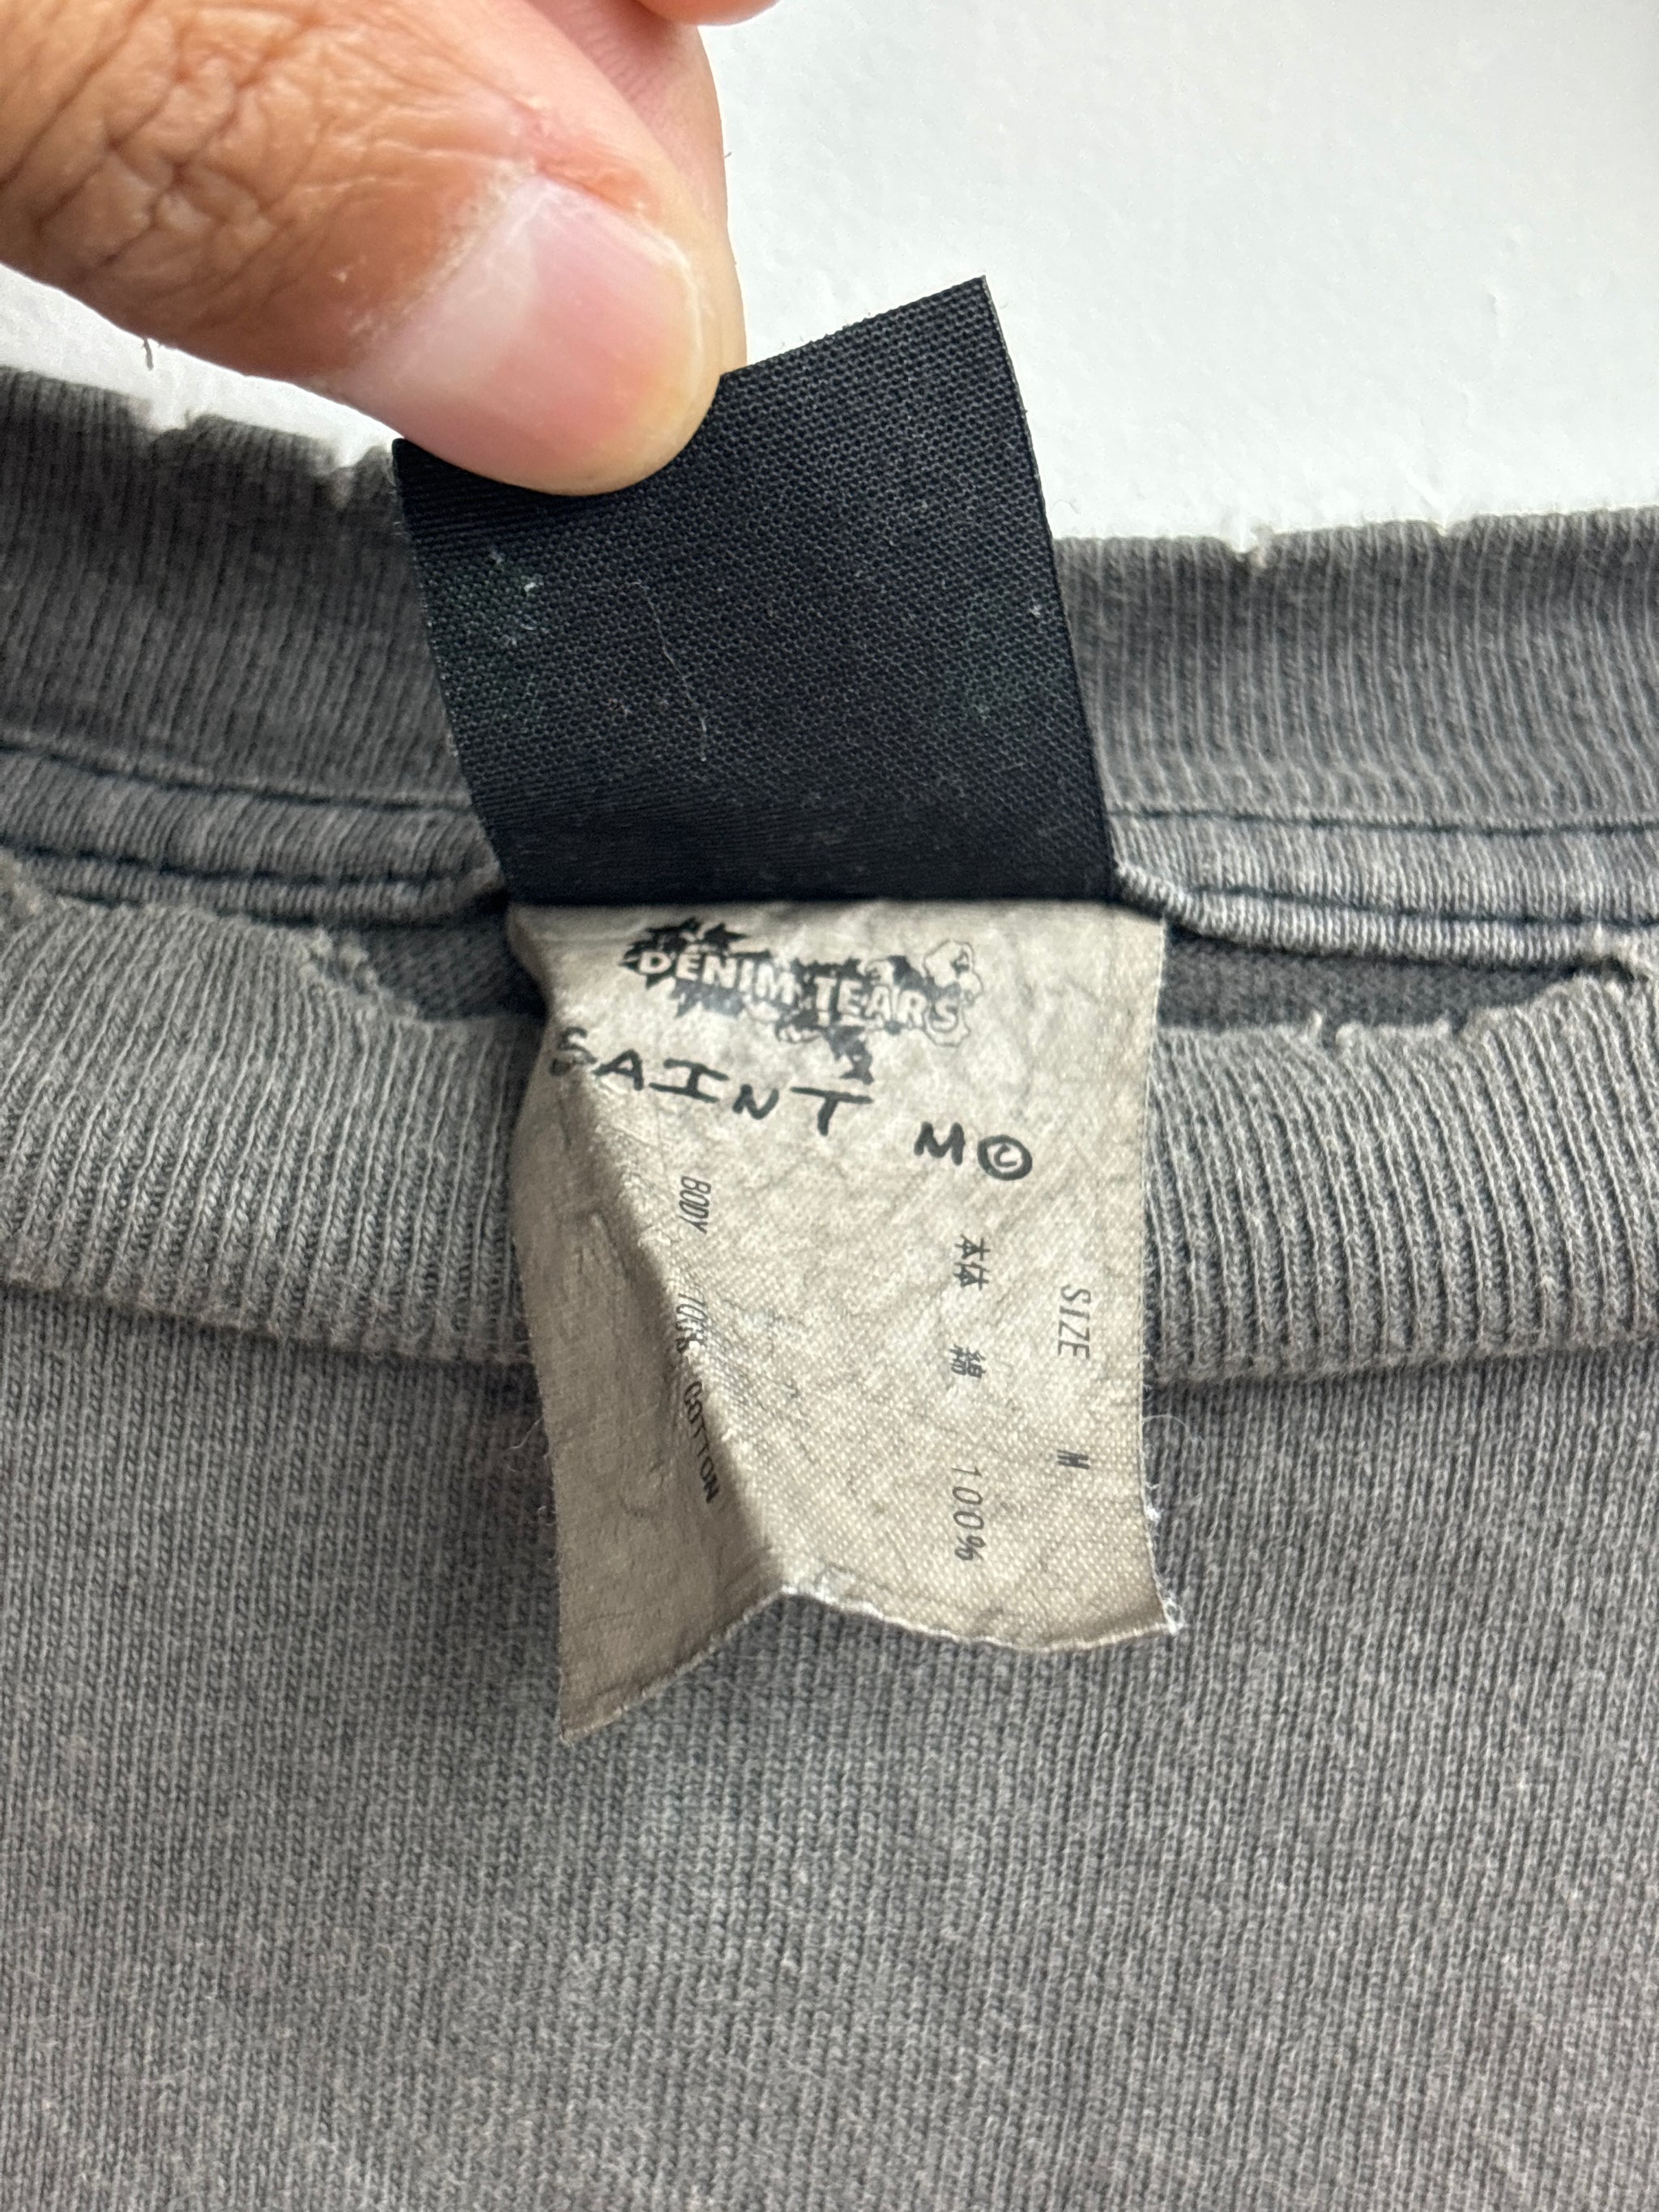 DENIM TEARS
SAINT M©
SIZE M
本体 綿 100%
BODY 100% COTTON